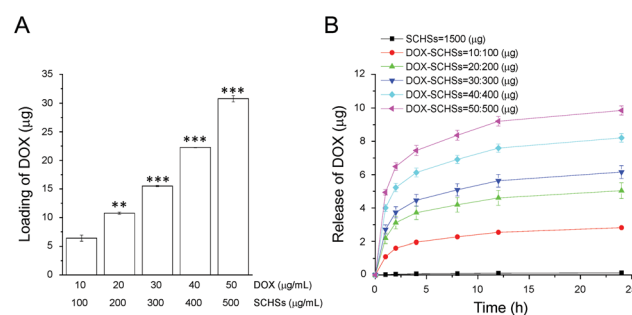 A
Loading of DOX (µg)
35
30
25
20
15
10
5
0
**
***
***
***
10 20 30 40 50 DOX (µg/mL)
100 200 300 400 500 SCHSs (µg/mL)
B
SCHSs=1500 (µg)
DOX-SCHSs=10:100 (µg)
DOX-SCHSs=20:200 (µg)
DOX-SCHSs=30:300 (µg)
DOX-SCHSs=40:400 (µg)
DOX-SCHSs=50:500 (µg)
Release of DOX (µg)
12
10
8
6
4
2
0
0 5 10 15 20 25
Time (h)